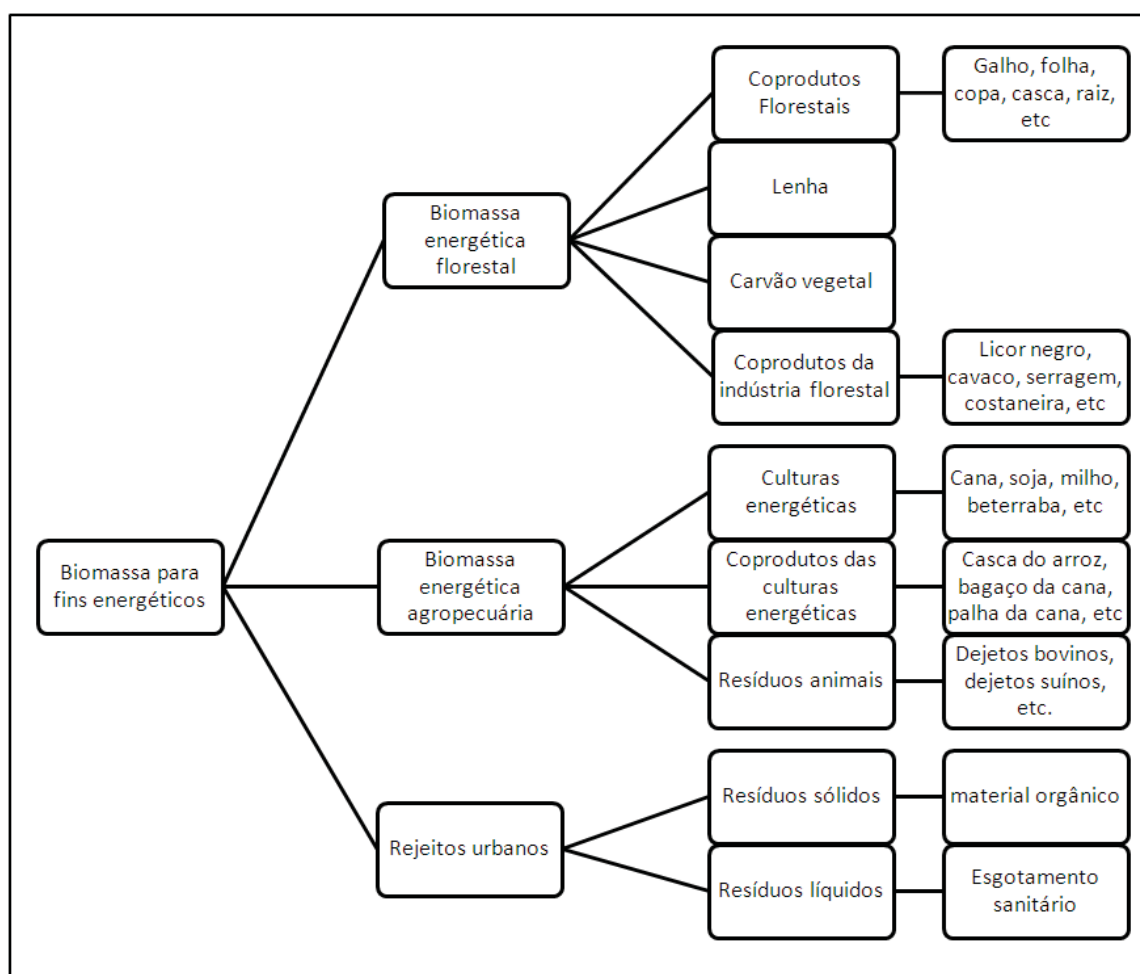 Biomassa para
fins energéticos
Biomassa
energética
florestal
Coprodutos
Florestais
Galho, folha,
copa, casca, raiz,
etc
Lenha
Carvão vegetal
Coprodutos da
indústria florestal
Licor negro,
cavaco, serragem,
costaneira, etc
Biomassa
energética
agropecuária
Culturas
energéticas
Cana, soja, milho,
beterraba, etc
Coprodutos das
culturas
energéticas
Casca do arroz,
bagaço da cana,
palha da cana, etc
Resíduos animais
Dejetos bovinos,
dejetos suínos,
etc.
Rejeitos urbanos
Resíduos sólidos
material orgânico
Resíduos líquidos
Esgotamento
sanitário